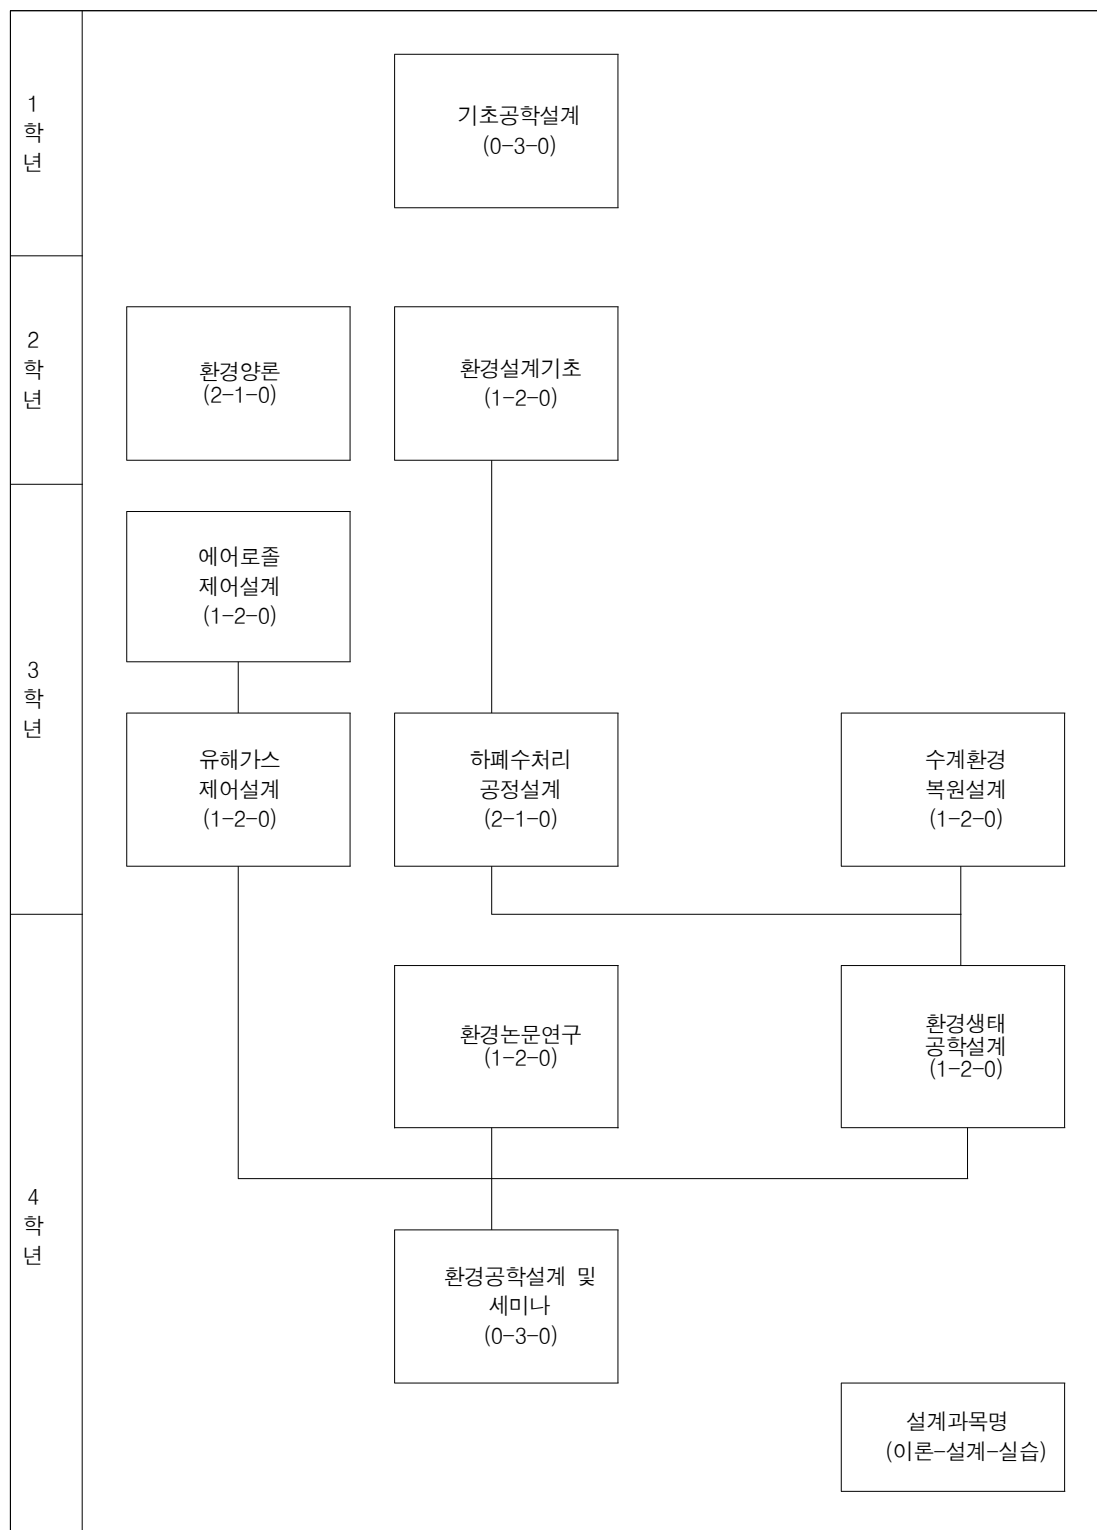 1
학
년
기초공학설계
(0-3-0)
2
학
년
환경양론
(2-1-0)
환경설계기초
(1-2-0)
3
학
년
에어로졸
제어설계
(1-2-0)
유해가스
제어설계
(1-2-0)
하폐수처리
공정설계
(2-1-0)
수계환경
복원설계
(1-2-0)
4
학
년
환경논문연구
(1-2-0)
환경생태
공학설계
(1-2-0)
환경공학설계 및
세미나
(0-3-0)
설계과목명
(이론-설계-실습)